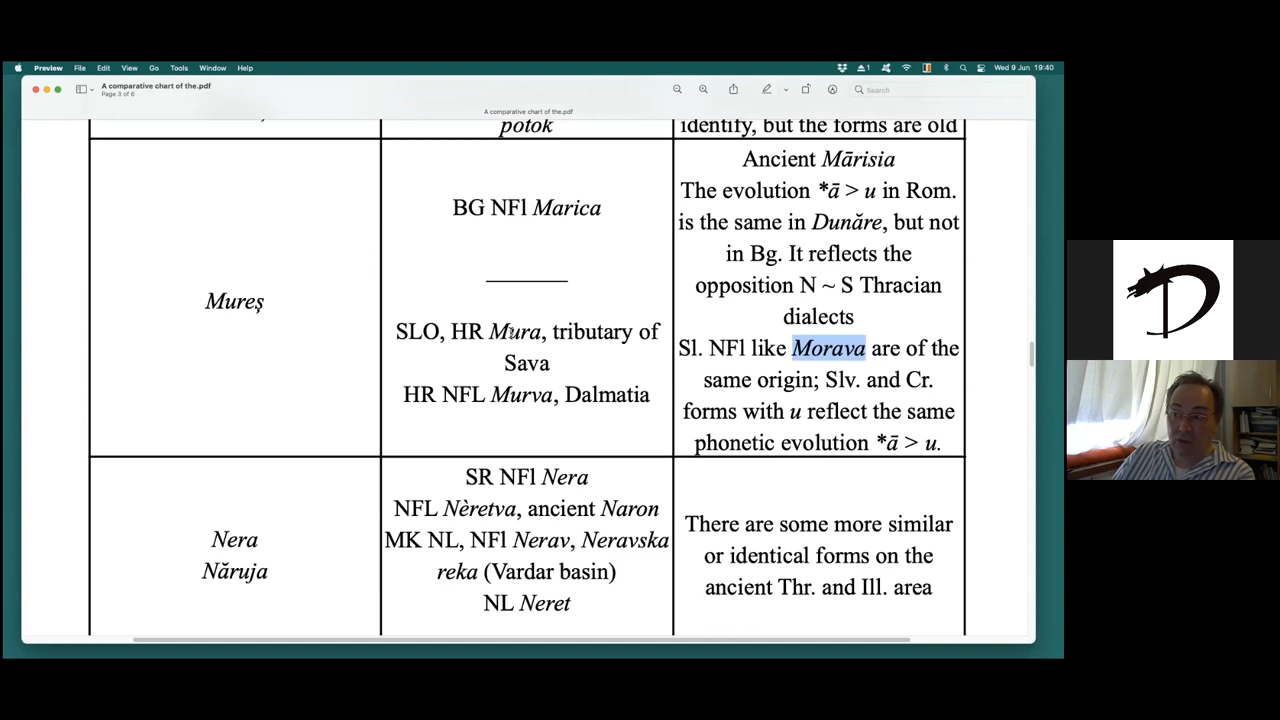 Preview File Edit View Go Tools Window Help
1 Wed 9 Jun 19:40
A comparative chart of the.pdf
Page 3 of 6
Search
A comparative chart of the.pdf
potok
identify, but the forms are old
Mureş
BG NFl Marica
SLO, HR Mura, tributary of
Sava
HR NFL Murva, Dalmatia
Ancient Mārisia
The evolution *ā > u in Rom.
is the same in Dunăre, but not
in Bg. It reflects the
opposition N ~ S Thracian
dialects
Sl. NFl like Morava are of the
same origin; Slv. and Cr.
forms with u reflect the same
phonetic evolution *ā > u.
Nera
Năruja
SR NFl Nera
NFL Nèretva, ancient Naron
MK NL, NFl Nerav, Neravska
reka (Vardar basin)
NL Neret
There are some more similar
or identical forms on the
ancient Thr. and Ill. area